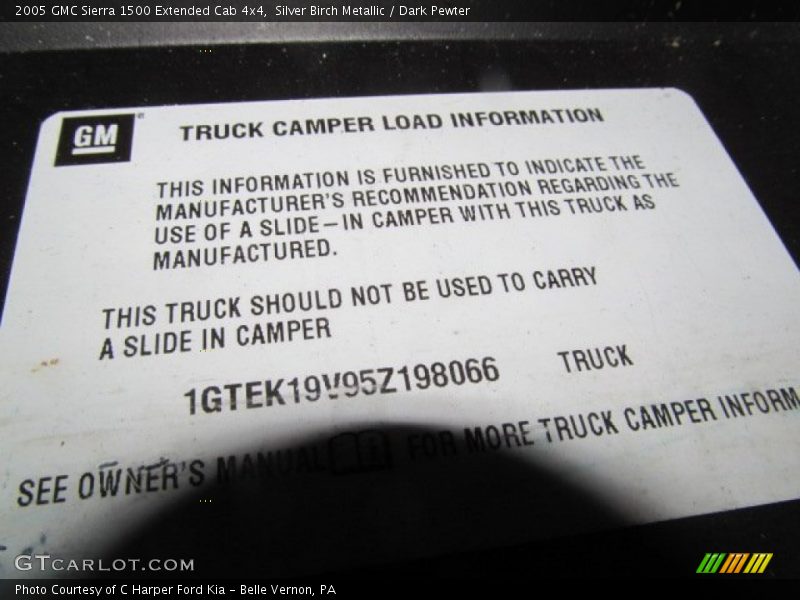 2005 GMC Sierra 1500 Extended Cab 4x4, Silver Birch Metallic / Dark Pewter
GM
TRUCK CAMPER LOAD INFORMATION
THIS INFORMATION IS FURNISHED TO INDICATE THE
MANUFACTURER'S RECOMMENDATION REGARDING THE
USE OF A SLIDE-IN CAMPER WITH THIS TRUCK AS
MANUFACTURED.
THIS TRUCK SHOULD NOT BE USED TO CARRY
A SLIDE IN CAMPER
1GTEK19V95Z198066 TRUCK
SEE OWNER'S MANUAL FOR MORE TRUCK CAMPER INFORM
GTCARLOT.COM
Photo Courtesy of C Harper Ford Kia - Belle Vernon, PA